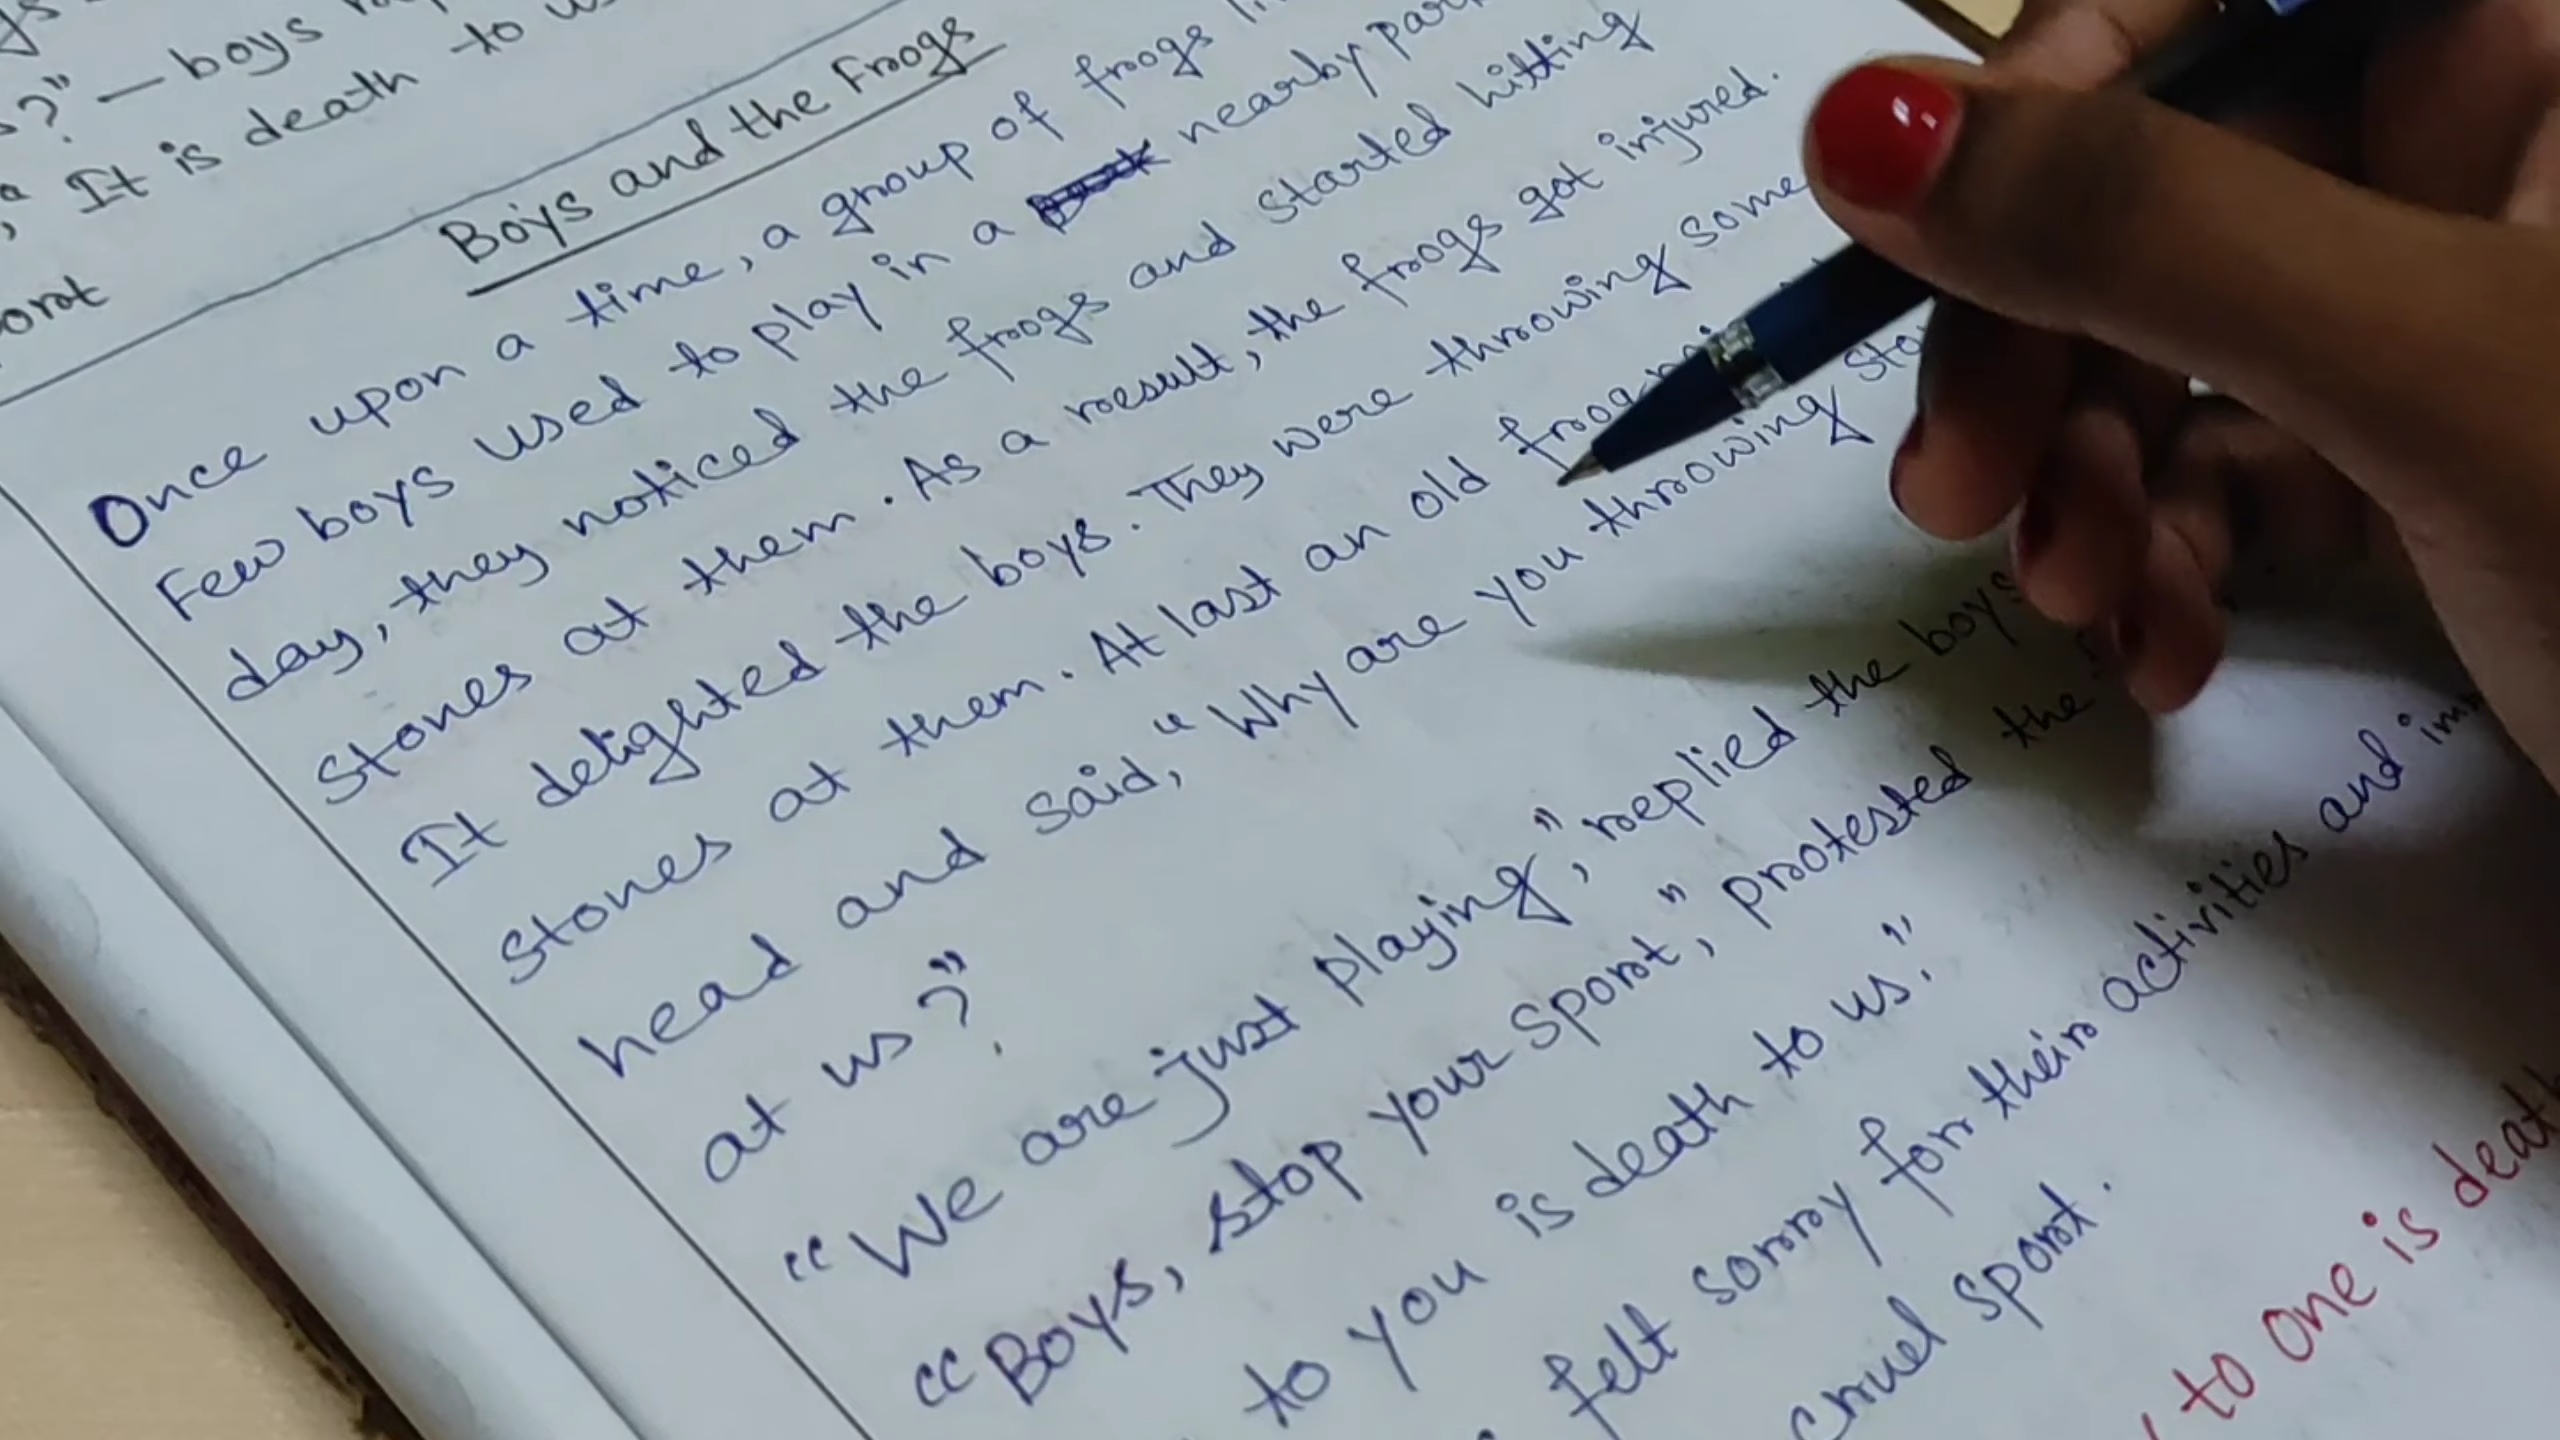 ?" — boys
" It is death to
Boys and the Frogs
Once upon a time, a group of frogs
Few boys used to play in a nearby
day, they noticed the frogs and started hitting
stones at them. As a result, the frogs got injured.
It delighted the boys. They were throwing some
stones at them. At last an old frog
head and said, "Why are you throwing
at us?"
"We are just playing", replied the boys
"Boys, stop your sport", protested the
to you is death to us."
felt sorry for their activities and
cruel sport.
to one is death